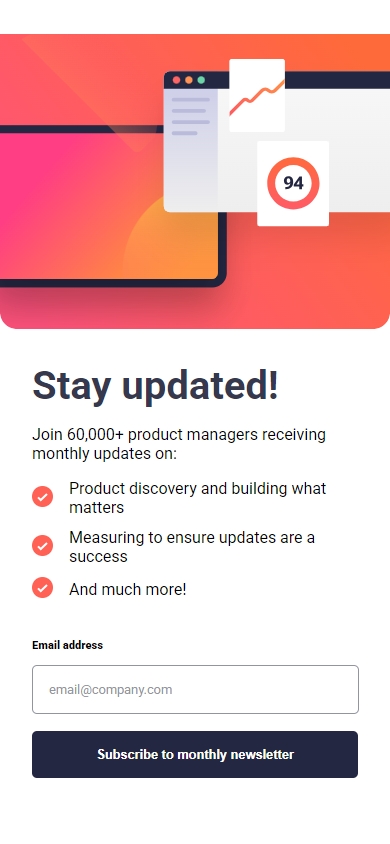 94
Stay updated!
Join 60,000+ product managers receiving
monthly updates on:
Product discovery and building what
matters
Measuring to ensure updates are a
success
And much more!
Email address
email@company.com
Subscribe to monthly newsletter